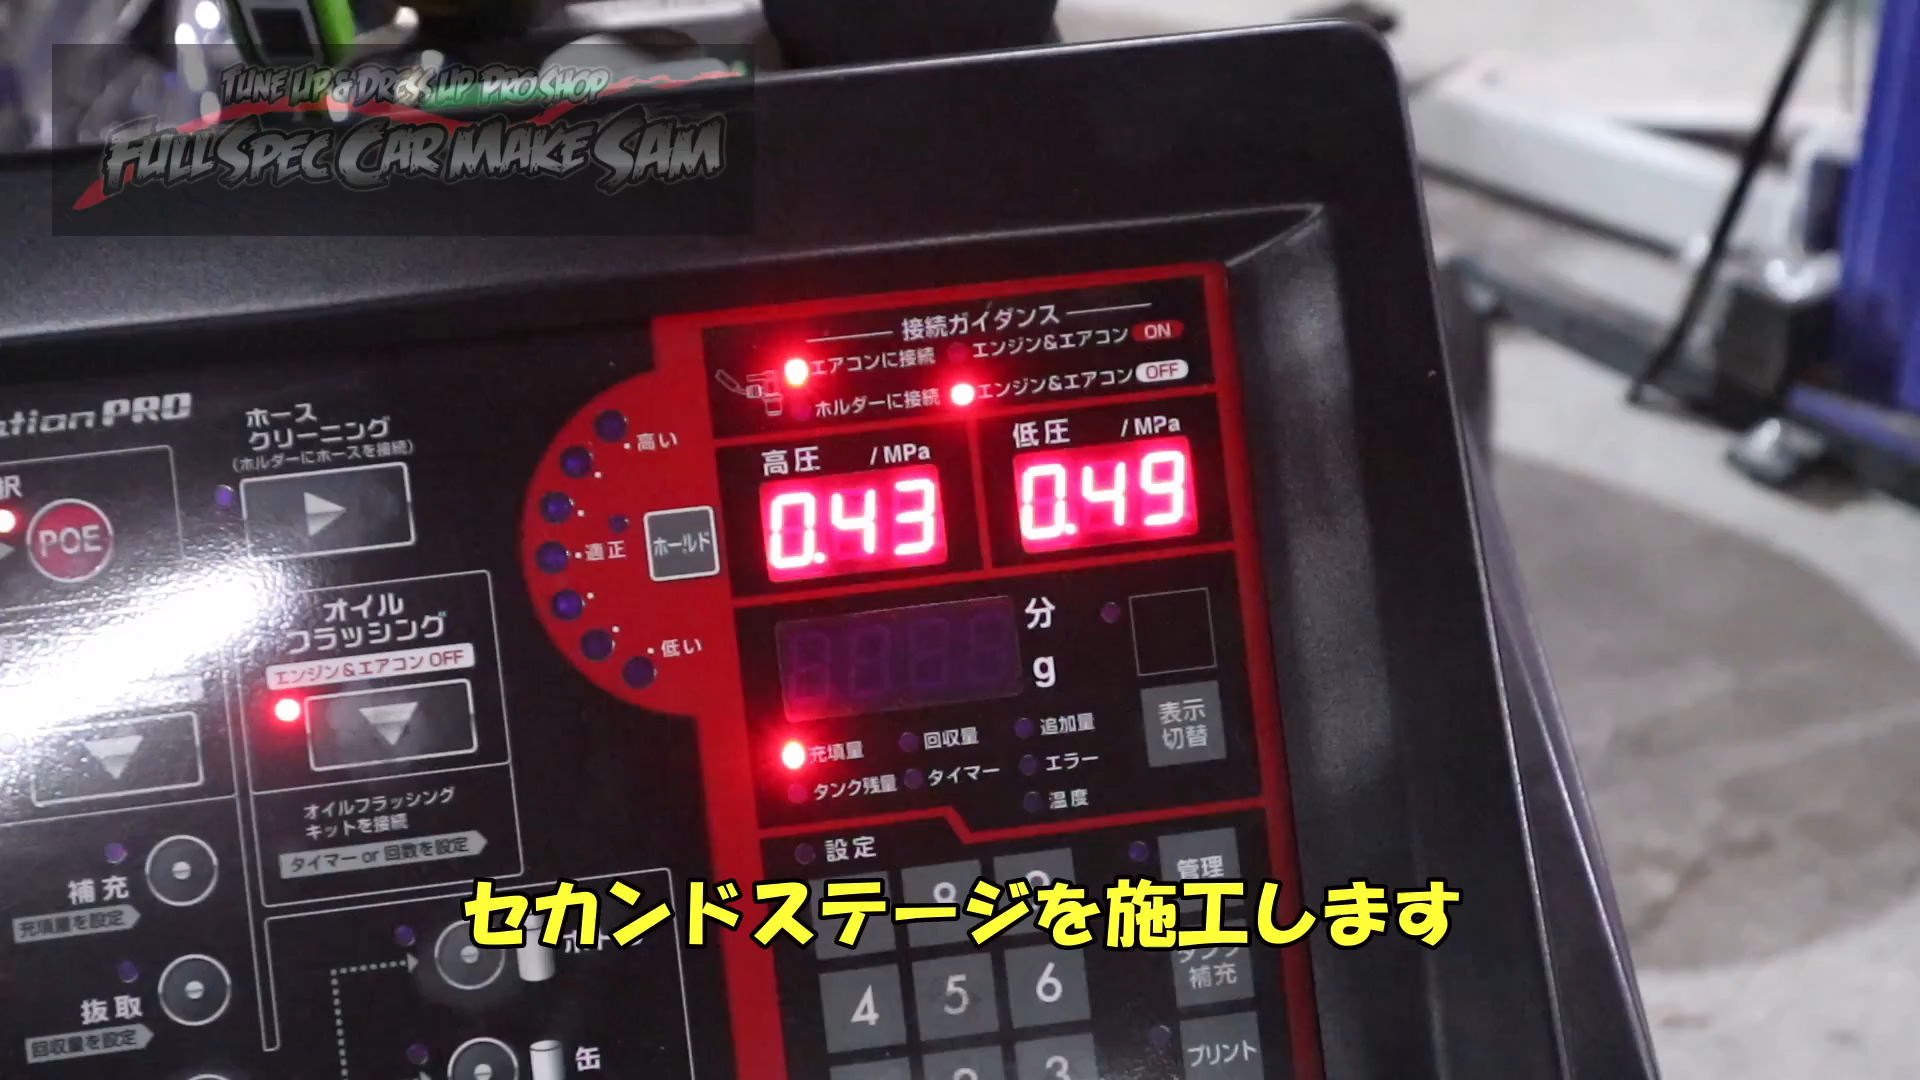 TUNE UP & DRESS UP PRO SHOP
FULL SPEC CAR MAKE SAM
接続ガイダンス
エアコンに接続
エンジン&エアコン ON
ホルダーに接続
エンジン&エアコン OFF
ation PRO
ホース
クリーニング
(ホルダーにホースを接続)
択
POE
高い
適正
低い
ホールド
高圧 /MPa
0.43
低圧 /MPa
0.49
オイル
フラッシング
エンジン&エアコン OFF
分
g
表示
切替
充填量
回収量
追加量
タンク残量
タイマー
エラー
温度
オイルフラッシング
キットを接続
タイマー or 回数を設定
設定
管理
補充
充填量を設定
セカンドステージを施工します
4
5
6
タンク
補充
抜取
回収量を設定
缶
3
プリント